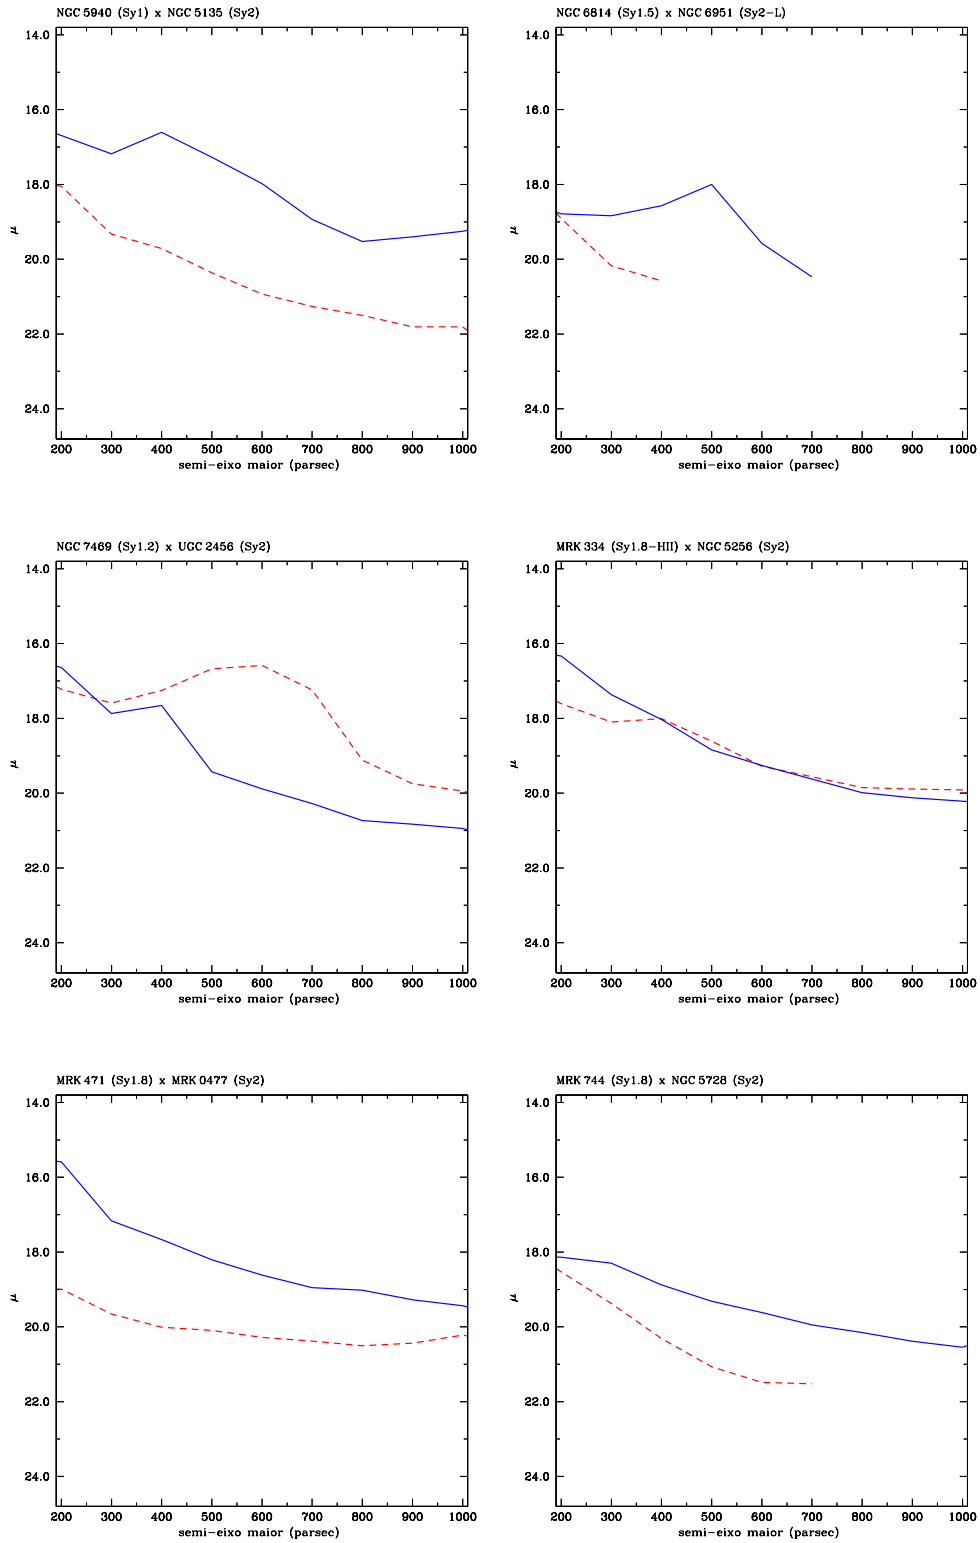 NGC 5940 (Sy1) x NGC 5135 (Sy2)
14.0
16.0
18.0
20.0
22.0
24.0
μ
200 300 400 500 600 700 800 900 1000
semi-eixo maior (parsec)
NGC 6814 (Sy1.5) x NGC 6951 (Sy2-L)
14.0
16.0
18.0
20.0
22.0
24.0
μ
200 300 400 500 600 700 800 900 1000
semi-eixo maior (parsec)
NGC 7469 (Sy1.2) x UGC 2456 (Sy2)
14.0
16.0
18.0
20.0
22.0
24.0
μ
200 300 400 500 600 700 800 900 1000
semi-eixo maior (parsec)
MRK 334 (Sy1.8-HII) x NGC 5256 (Sy2)
14.0
16.0
18.0
20.0
22.0
24.0
μ
200 300 400 500 600 700 800 900 1000
semi-eixo maior (parsec)
MRK 471 (Sy1.8) x MRK 0477 (Sy2)
14.0
16.0
18.0
20.0
22.0
24.0
μ
200 300 400 500 600 700 800 900 1000
semi-eixo maior (parsec)
MRK 744 (Sy1.8) x NGC 5728 (Sy2)
14.0
16.0
18.0
20.0
22.0
24.0
μ
200 300 400 500 600 700 800 900 1000
semi-eixo maior (parsec)